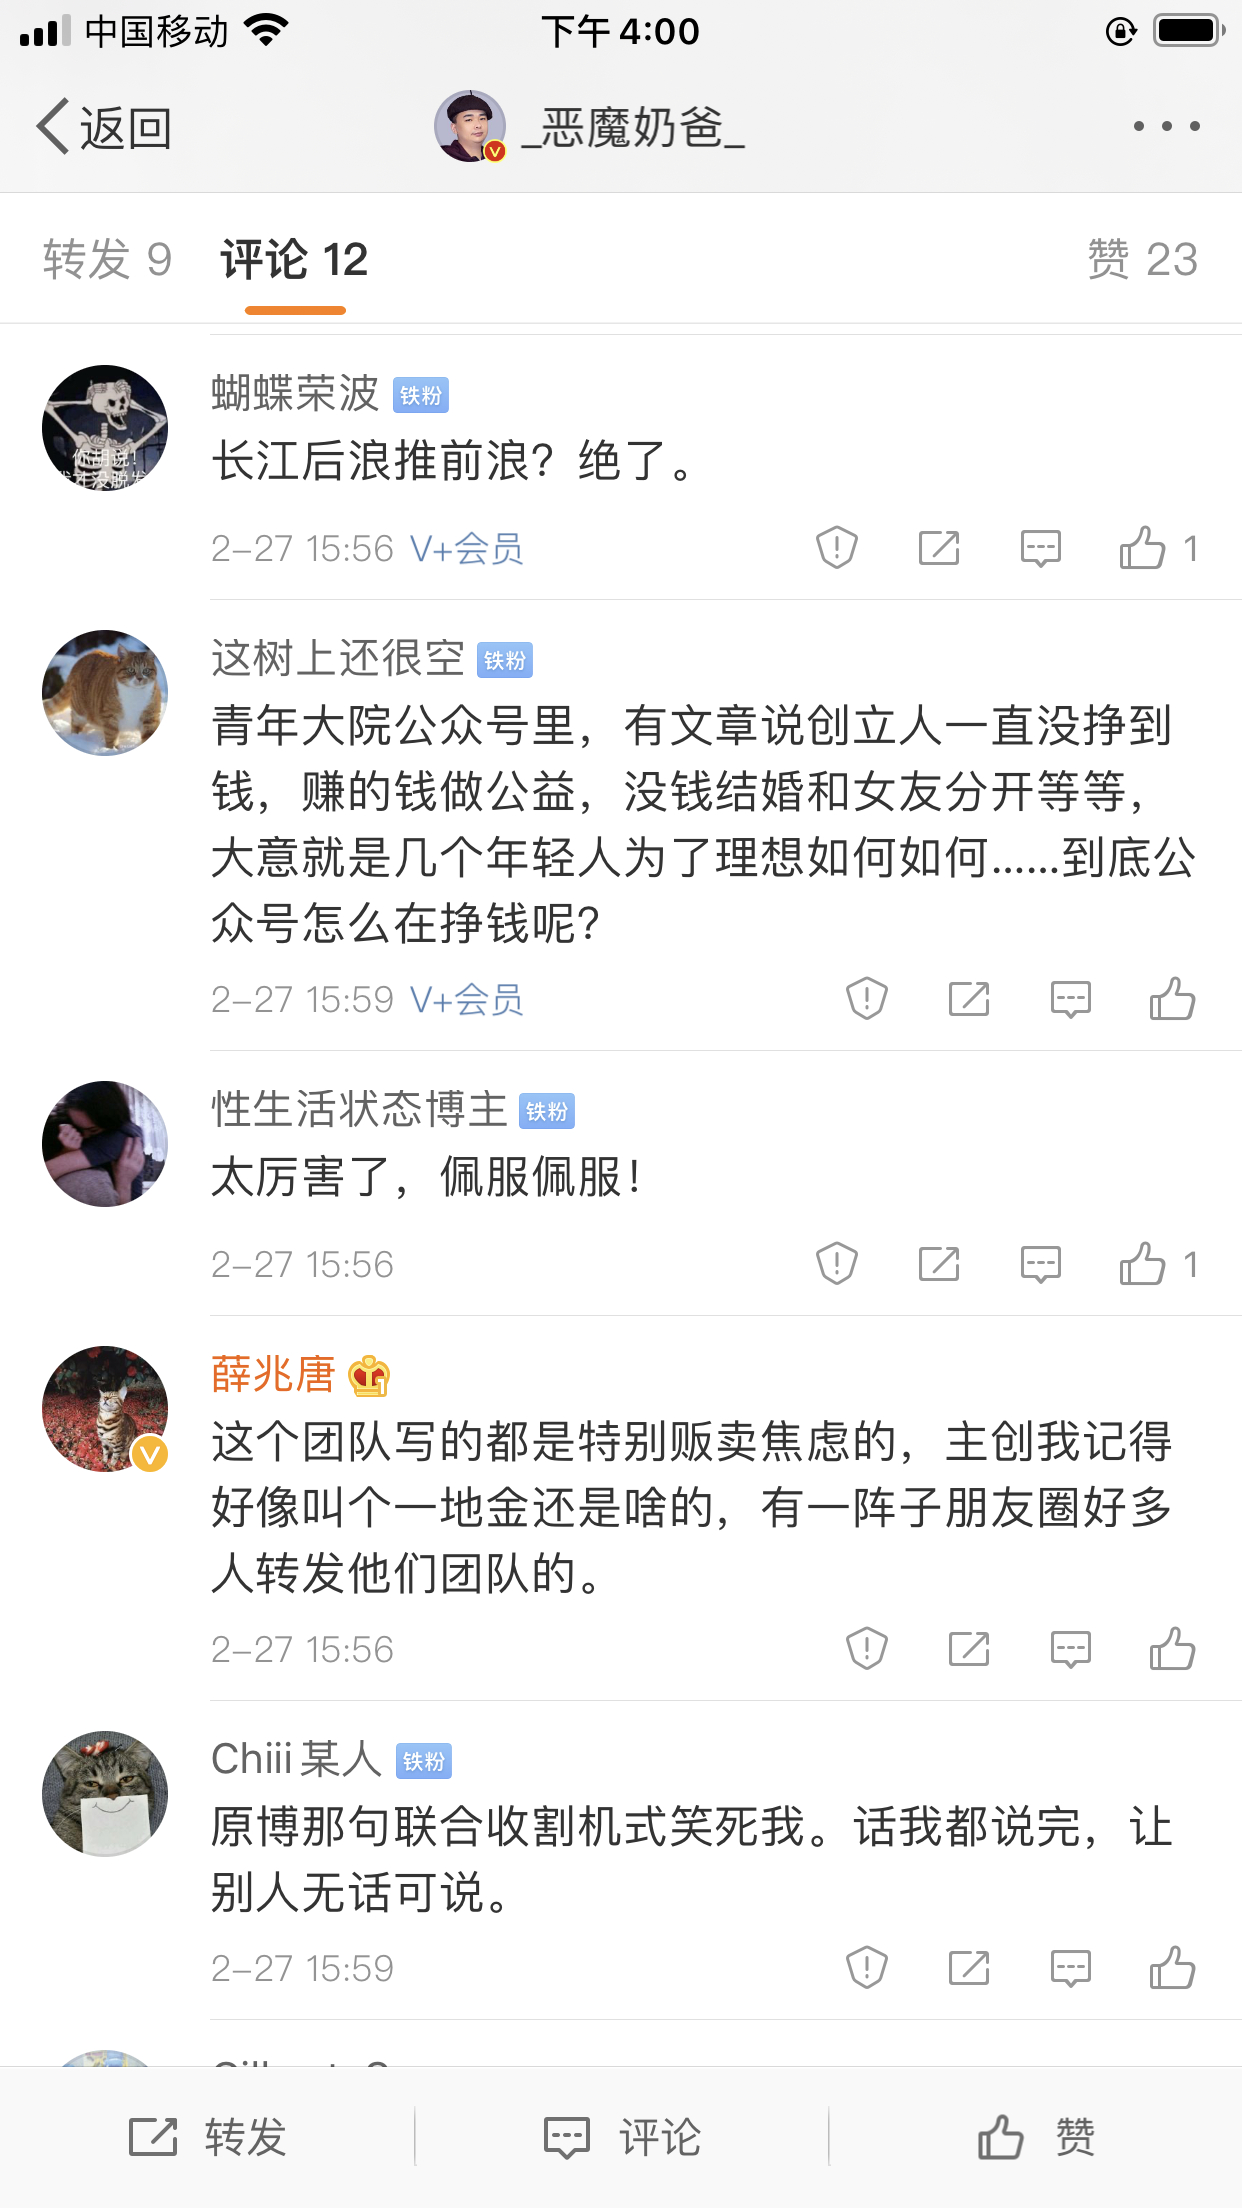 中国移动
下午4:00
返回
_恶魔奶爸_
转发 9
评论 12
赞 23
蝴蝶荣波 铁粉
长江后浪推前浪？绝了。
2-27 15:56 V+会员
1
你胡说！
这树上还很空 铁粉
青年大院公众号里，有文章说创立人一直没挣到
钱，赚的钱做公益，没钱结婚和女友分开等等，
大意就是几个年轻人为了理想如何如何……到底公
众号怎么在挣钱呢？
2-27 15:59 V+会员
性生活状态博主 铁粉
太厉害了，佩服佩服！
2-27 15:56
1
薛兆唐
这个团队写的都是特别贩卖焦虑的，主创我记得
好像叫个一地金还是啥的，有一阵子朋友圈好多
人转发他们团队的。
2-27 15:56
Chiii某人 铁粉
原博那句联合收割机式笑死我。话我都说完，让
别人无话可说。
2-27 15:59
转发
评论
赞